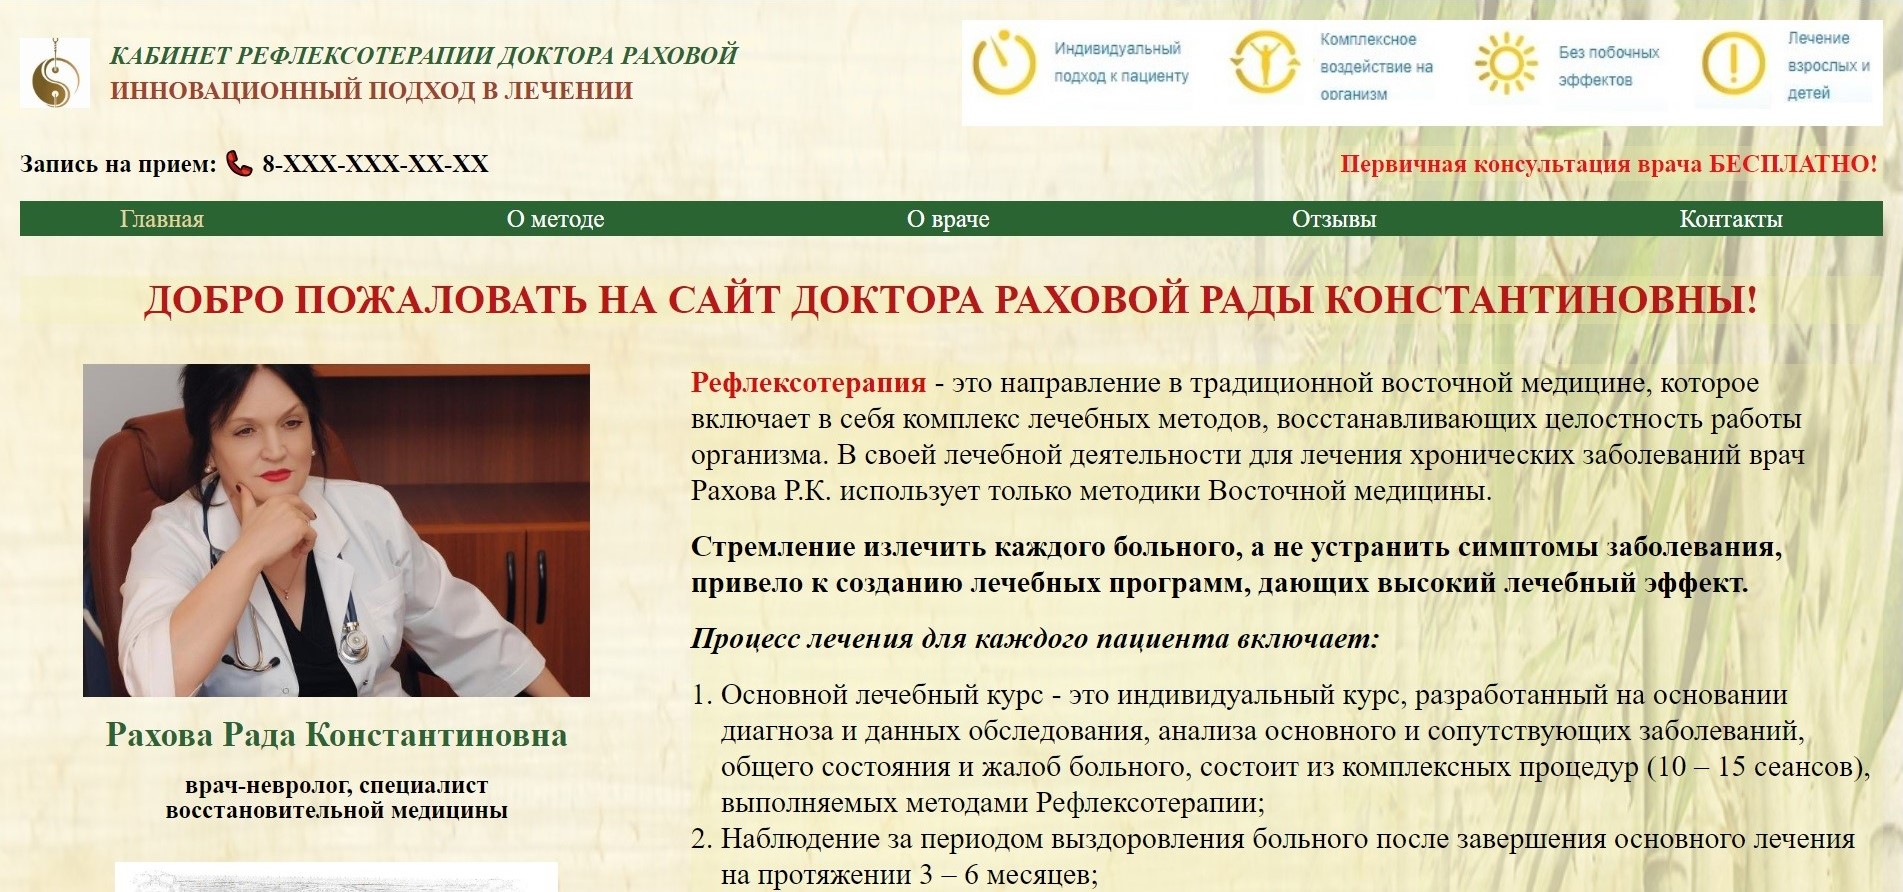 КАБИНЕТ РЕФЛЕКСОТЕРАПИИ ДОКТОРА РАХОВОЙ
ИННОВАЦИОННЫЙ ПОДХОД В ЛЕЧЕНИИ
Индивидуальный
подход к пациенту
Комплексное
воздействие на
организм
Без побочных
эффектов
Лечение
взрослых и
детей
Запись на прием: 8-XXX-XXX-XX-XX
Первичная консультация врача БЕСПЛАТНО!
Главная О методе О враче Отзывы Контакты
ДОБРО ПОЖАЛОВАТЬ НА САЙТ ДОКТОРА РАХОВОЙ РАДЫ КОНСТАНТИНОВНЫ!
Рахова Рада Константиновна
врач-невролог, специалист
восстановительной медицины
Рефлексотерапия - это направление в традиционной восточной медицине, которое
включает в себя комплекс лечебных методов, восстанавливающих целостность работы
организма. В своей лечебной деятельности для лечения хронических заболеваний врач
Рахова Р.К. использует только методики Восточной медицины.
Стремление излечить каждого больного, а не устранить симптомы заболевания,
привело к созданию лечебных программ, дающих высокий лечебный эффект.
Процесс лечения для каждого пациента включает:
1. Основной лечебный курс - это индивидуальный курс, разработанный на основании
диагноза и данных обследования, анализа основного и сопутствующих заболеваний,
общего состояния и жалоб больного, состоит из комплексных процедур (10 – 15 сеансов),
выполняемых методами Рефлексотерапии;
2. Наблюдение за периодом выздоровления больного после завершения основного лечения
на протяжении 3 – 6 месяцев;